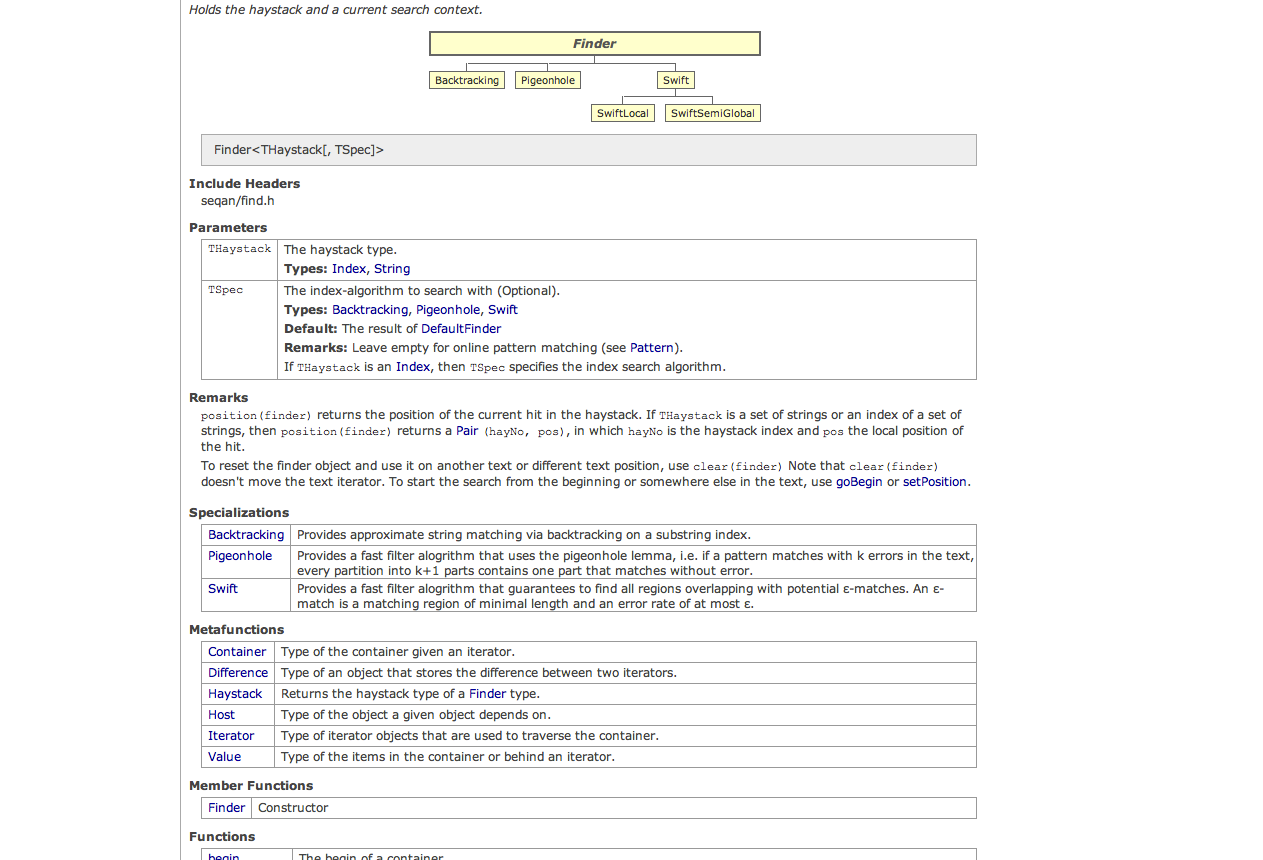 Holds the haystack and a current search context.
Finder
Backtracking Pigeonhole Swift
SwiftLocal SwiftSemiGlobal
Finder<THaystack[, TSpec]>
Include Headers
seqan/find.h
Parameters
THaystack The haystack type.
Types: Index, String
TSpec The index-algorithm to search with (Optional).
Types: Backtracking, Pigeonhole, Swift
Default: The result of DefaultFinder
Remarks: Leave empty for online pattern matching (see Pattern).
If THaystack is an Index, then TSpec specifies the index search algorithm.
Remarks
position(finder) returns the position of the current hit in the haystack. If THaystack is a set of strings or an index of a set of
strings, then position(finder) returns a Pair (hayNo, pos), in which hayNo is the haystack index and pos the local position of
the hit.
To reset the finder object and use it on another text or different text position, use clear(finder) Note that clear(finder)
doesn't move the text iterator. To start the search from the beginning or somewhere else in the text, use goBegin or setPosition.
Specializations
Backtracking Provides approximate string matching via backtracking on a substring index.
Pigeonhole Provides a fast filter alogrithm that uses the pigeonhole lemma, i.e. if a pattern matches with k errors in the text,
every partition into k+1 parts contains one part that matches without error.
Swift Provides a fast filter alogrithm that guarantees to find all regions overlapping with potential ε-matches. An ε-
match is a matching region of minimal length and an error rate of at most ε.
Metafunctions
Container Type of the container given an iterator.
Difference Type of an object that stores the difference between two iterators.
Haystack Returns the haystack type of a Finder type.
Host Type of the object a given object depends on.
Iterator Type of iterator objects that are used to traverse the container.
Value Type of the items in the container or behind an iterator.
Member Functions
Finder Constructor
Functions
begin The begin of a container.